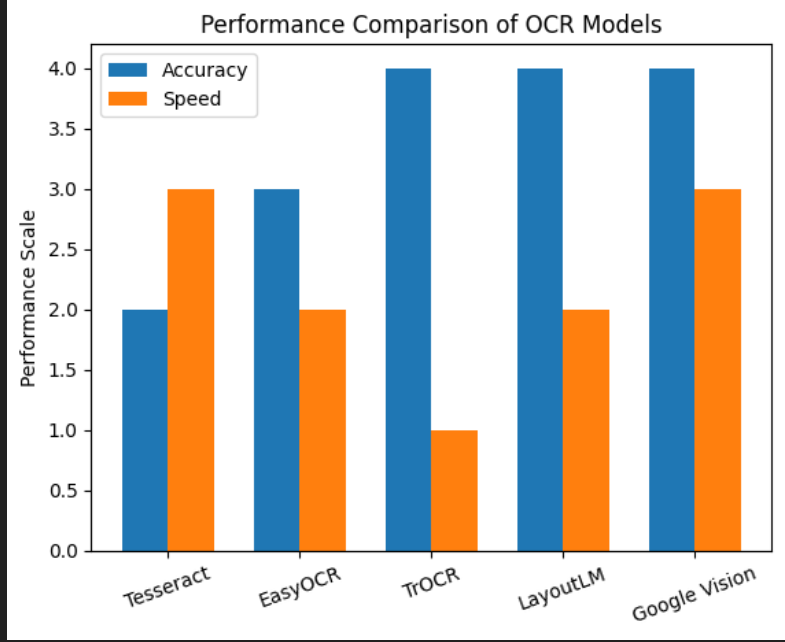 Performance Comparison of OCR Models
Accuracy
Speed
Performance Scale
4.0
3.5
3.0
2.5
2.0
1.5
1.0
0.5
0.0
Tesseract EasyOCR TrOCR LayoutLM Google Vision